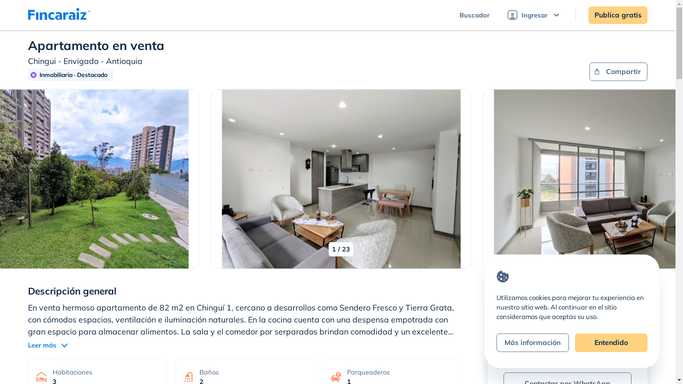 Fincaraiz
Buscador
Ingresar
Publica gratis
Apartamento en venta
Chingui - Envigado - Antioquia
Inmobiliaria · Destacado
Compartir
1 / 23
Descripción general
En venta hermoso apartamento de 82 m2 en Chinguí 1, cercano a desarrollos como Sendero Fresco y Tierra Grata,
con cómodos espacios, ventilación e iluminación naturales. En la cocina cuenta con una despensa empotrada con
gran espacio para almacenar alimentos. La sala y el comedor por serparados brindan comodidad y un excelente...
Leer más
Habitaciones
3
Baños
2
Parqueaderos
1
Utilizamos cookies para mejorar tu experiencia en
nuestro sitio web. Al continuar en el sitio
consideramos que aceptas su uso.
Más información
Entendido
Contactar por WhatsApp